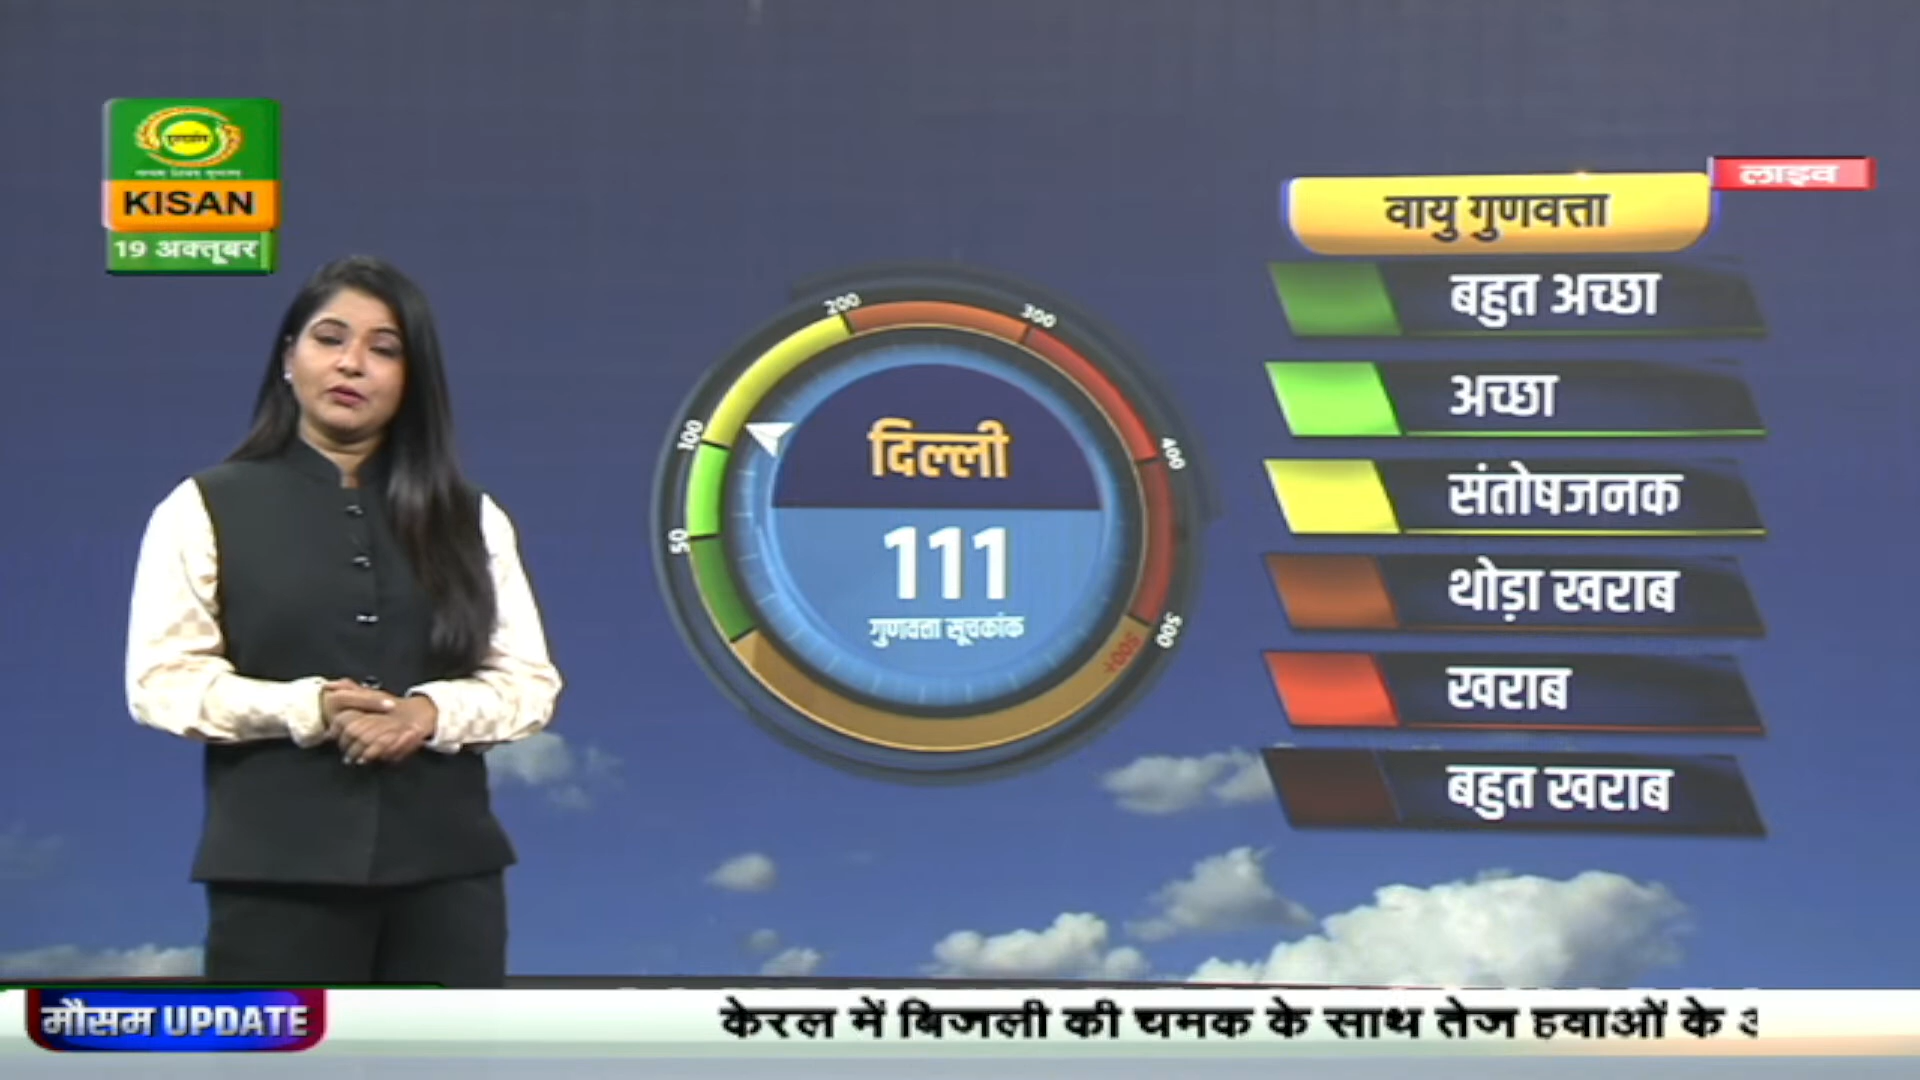 KISAN
19 अक्तूबर
लाइव
वायु गुणवत्ता
बहुत अच्छा
अच्छा
संतोषजनक
थोड़ा खराब
खराब
बहुत खराब
200
300
100
400
50
500
500+
दिल्ली
111
गुणवत्ता सूचकांक
मौसम UPDATE
केरल में बिजली की चमक के साथ तेज हवाओं के